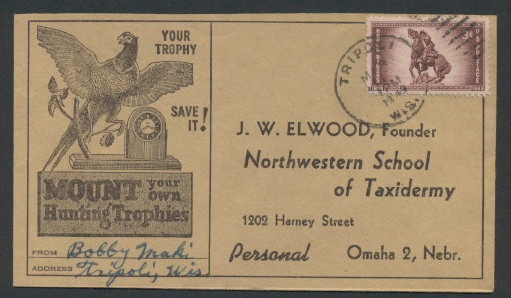 YOUR
TROPHY
SAVE
IT!
MOUNT your
own
Hunting Trophies
FROM Bobby Maki
ADDRESS Tripoli, Wis.
TRIPOLI
WIS.
J. W. ELWOOD, Founder
Northwestern School
of Taxidermy
1202 Harney Street
Personal Omaha 2, Nebr.